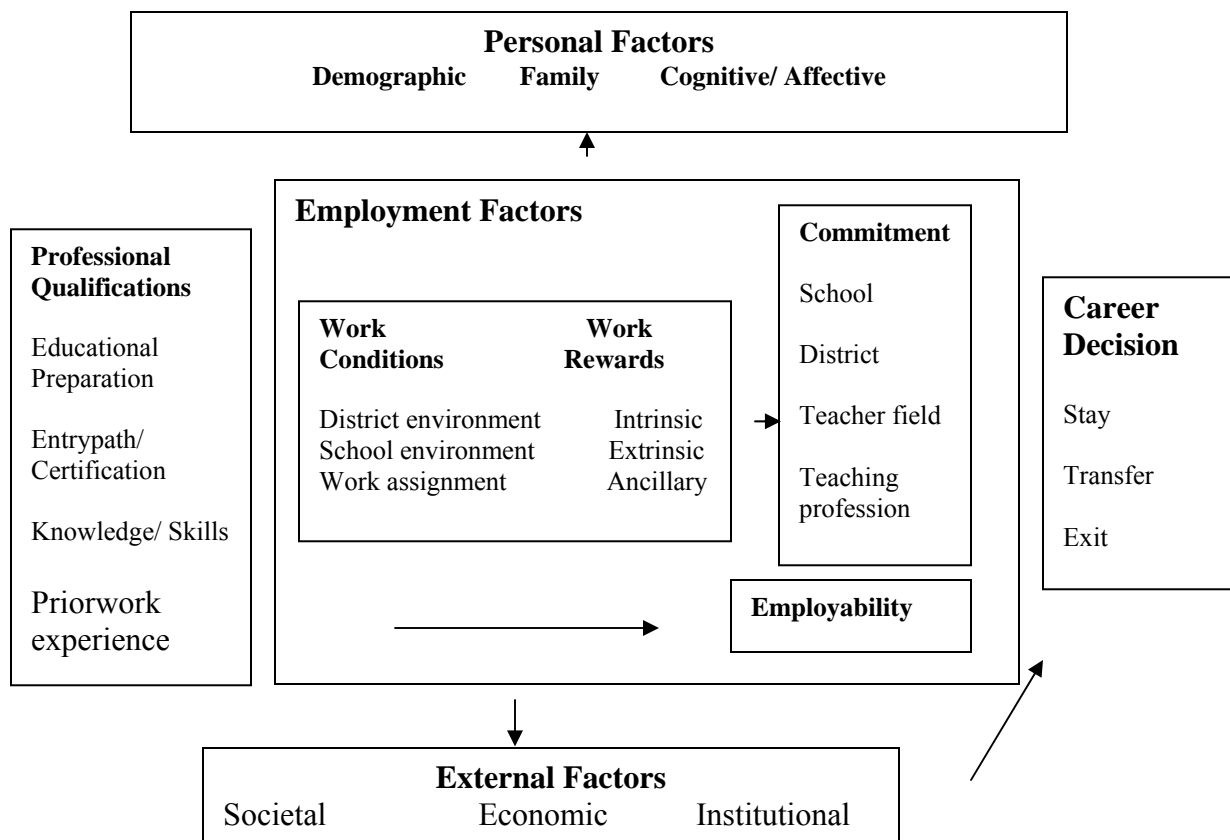 Personal Factors
Demographic Family Cognitive/ Affective
Professional
Qualifications
Educational
Preparation
Entrypath/
Certification
Knowledge/ Skills
Priorwork
experience
Employment Factors
Work
Conditions
Work
Rewards
District environment Intrinsic
School environment Extrinsic
Work assignment Ancillary
Commitment
School
District
Teacher field
Teaching
profession
Employability
Career
Decision
Stay
Transfer
Exit
External Factors
Societal Economic Institutional